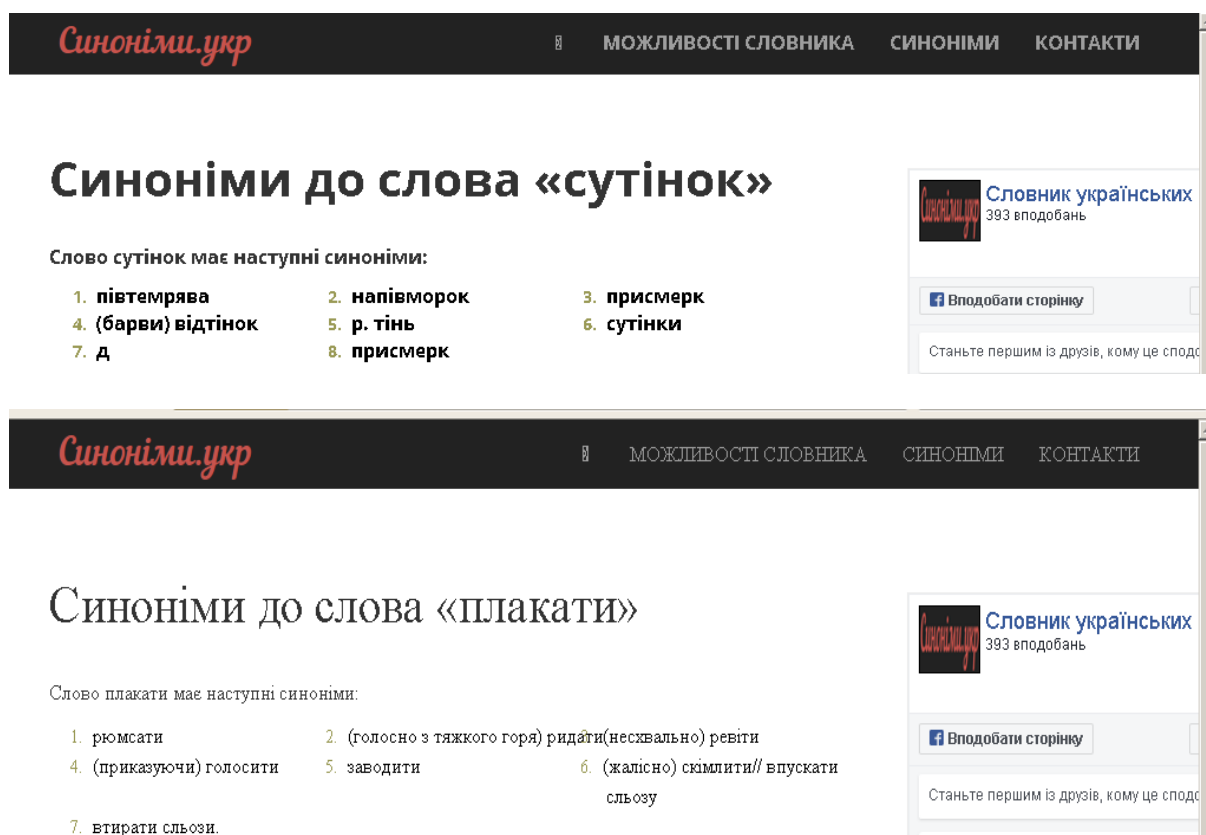 Синоніми.укр МОЖЛИВОСТІ СЛОВНИКА СИНОНІМИ КОНТАКТИ
Синоніми до слова «сутінок»
Слово сутінок має наступні синоніми:
1. півтемрява 2. напівморок 3. присмерк
4. (барви) відтінок 5. р. тінь 6. сутінки
7. д 8. присмерк
Синоніми.укр
Словник українських
393 вподобань
Вподобати сторінку
Станьте першим із друзів, кому це
Синоніми.укр МОЖЛИВОСТІ СЛОВНИКА СИНОНІМИ КОНТАКТИ
Синоніми до слова «плакати»
Слово плакати має наступні синоніми:
1. рюмсати 2. (голосно з тяжкого горя) ридати 3. (несхвально) ревіти
4. (приказуючи) голосити 5. заводити 6. (жалісно) скімлити// впускати
сльозу
7. втирати сльози.
Синоніми.укр
Словник українських
393 вподобань
Вподобати сторінку
Станьте першим із друзів, кому це